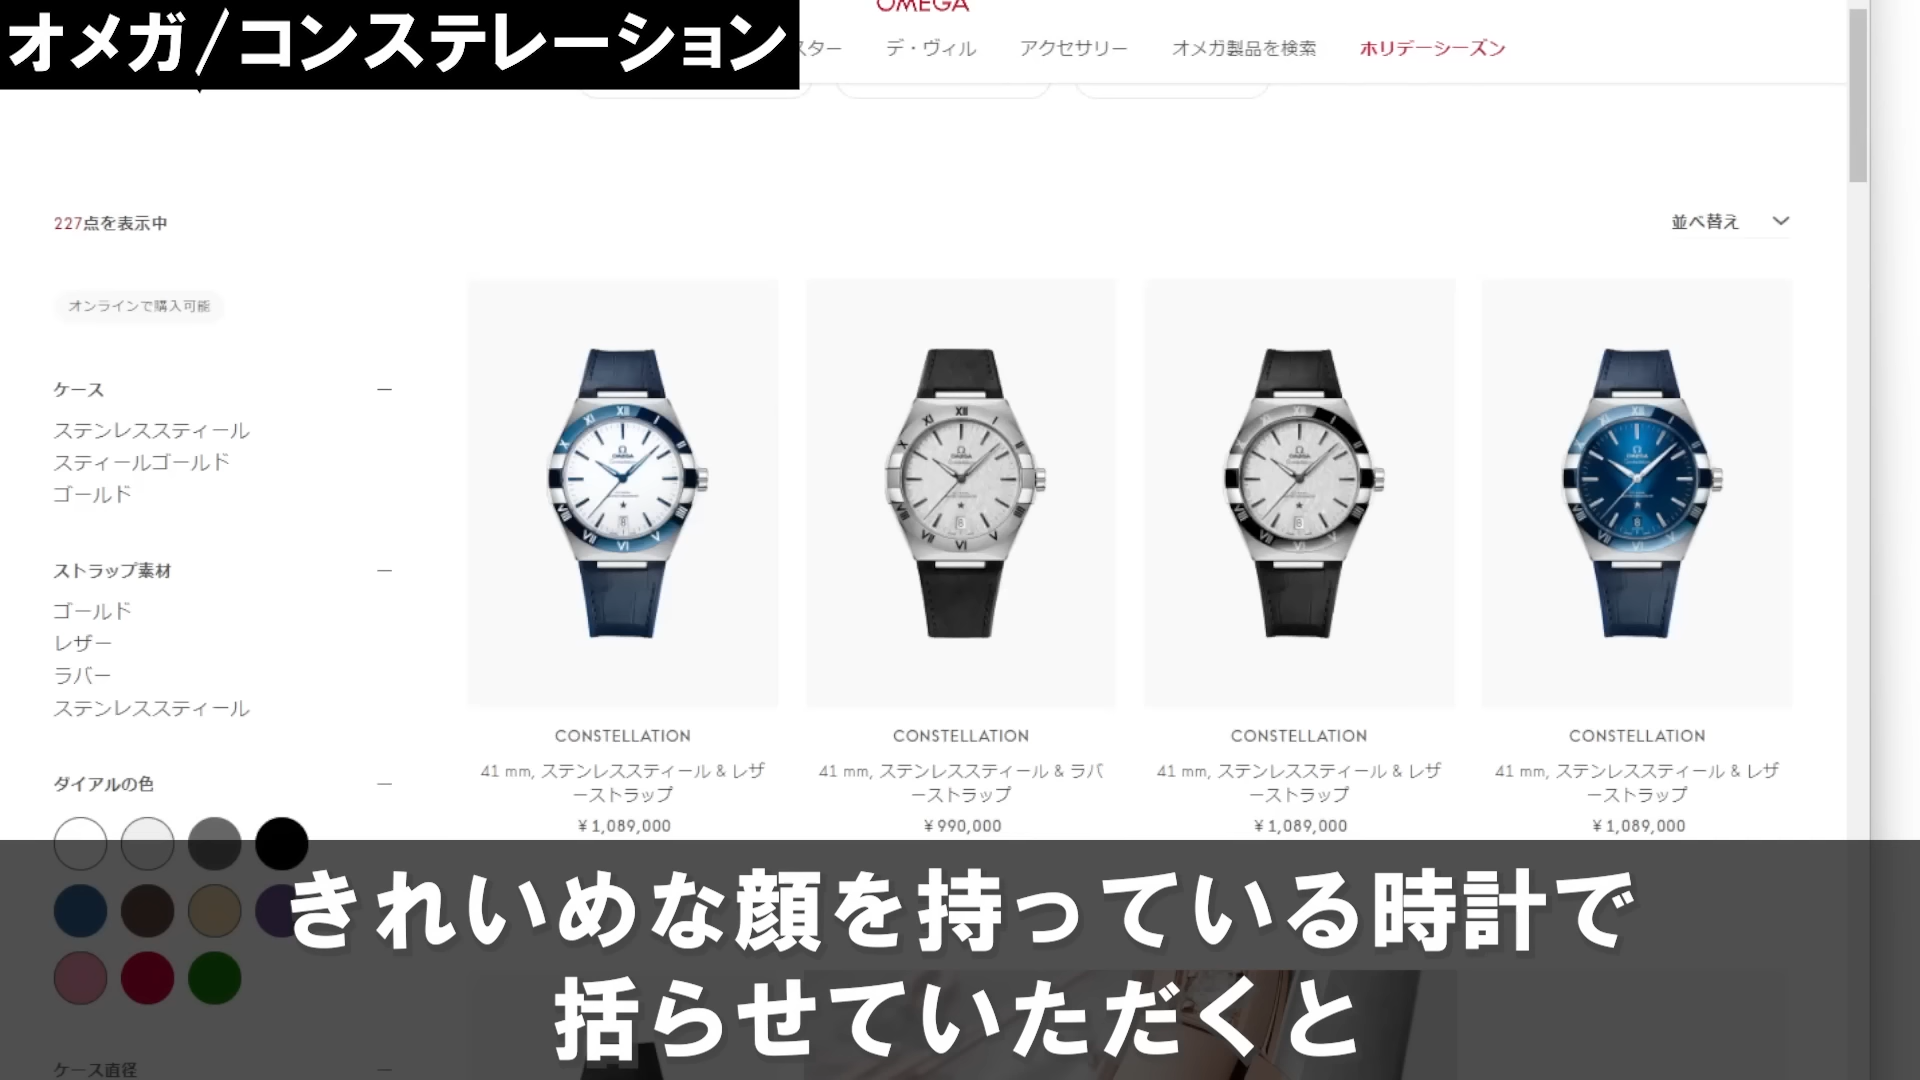 オメガ/コンステレーション
OMEGA
スター デ・ヴィル アクセサリー オメガ製品を検索 ホリデーシーズン
227点を表示中
並べ替え
オンラインで購入可能
ケース
ステンレススティール
スティールゴールド
ゴールド
ストラップ素材
ゴールド
レザー
ラバー
ステンレススティール
ダイアルの色
ケース直径
CONSTELLATION
41 mm, ステンレススティール & レザ
ーストラップ
¥1,089,000
CONSTELLATION
41 mm, ステンレススティール & ラバ
ーストラップ
¥990,000
CONSTELLATION
41 mm, ステンレススティール & レザ
ーストラップ
¥1,089,000
CONSTELLATION
41 mm, ステンレススティール & レザ
ーストラップ
¥1,089,000
きれいめな顔を持っている時計で
括らせていただくと